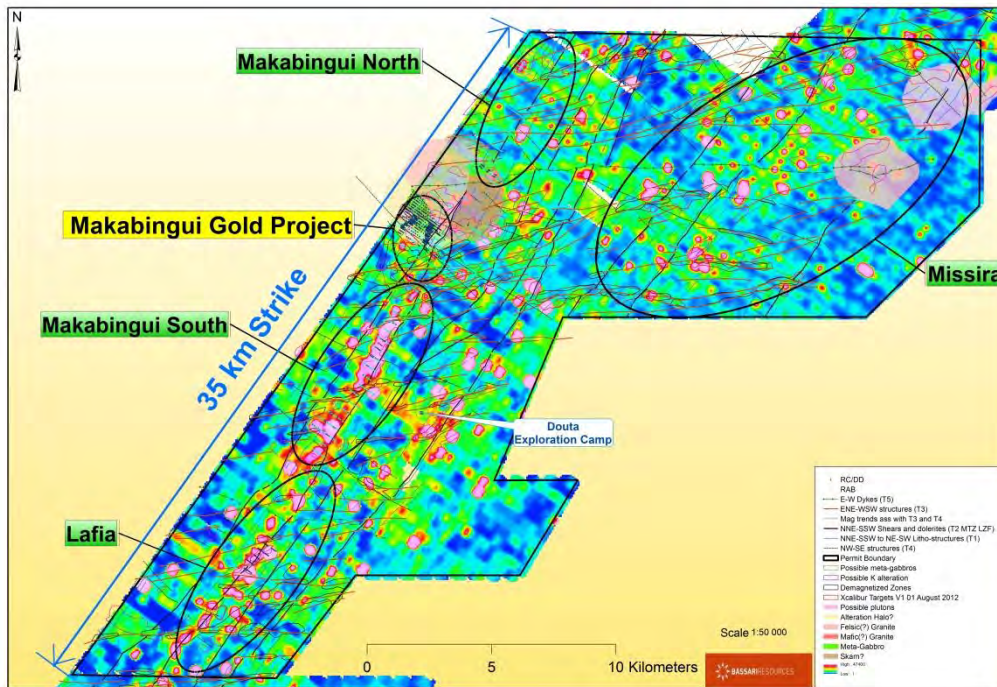 N
Makabingui North
Makabingui Gold Project
Missira
Makabingui South
35 km Strike
Douta
Exploration Camp
Lafia
RC/DD
RAB
E-W Dykes (T5)
ENE-WSW structures (T3)
Mag trends ass with T3 and T4
NNE-SSW Shears and dolerites (T2 MTZ LZF)
NNE-SSW to NE-SW Litho-structures (T1)
NW-SE structures (T4)
Permit Boundary
Possible meta-gabbros
Possible K alteration
Demagnetized Zones
Xcalibur Targets V1 01 August 2012
Possible plutons
Alteration Halo?
Felsic(?) Granite
Mafic(?) Granite
Meta-Gabbro
Skarn?
High
Low : 1
Scale 1:50 000
0 5 10 Kilometers
BASSARI RESOURCES